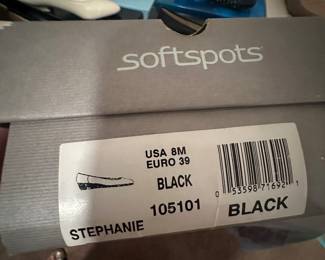 softspots
USA 8M
EURO 39
BLACK
105101
STEPHANIE
0 53598 71692 1
BLACK